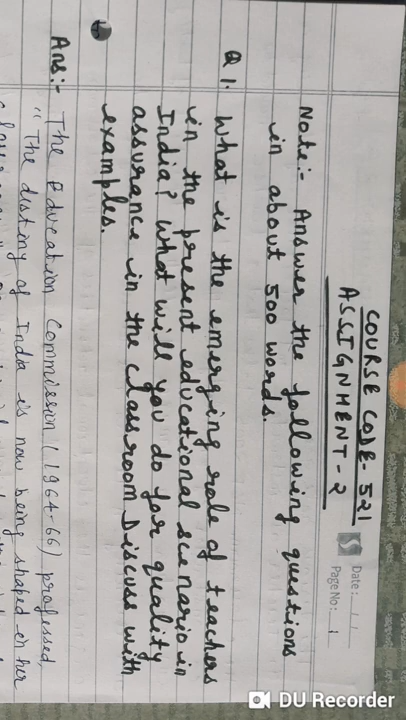 Date:
Page No: 1
COURSE CODE- 521
ASSIGNMENT - 2
Note:- Answer the following questions
in about 500 words.
Q 1. What is the emerging role of teachers
in the present educational scenario in
India? What will you do for quality
assurance in the classroom Discuss with
examples.
Ans:- The Education Commission (1964-66) professed,
"The distiny of India is now being shaped in her
DU Recorder